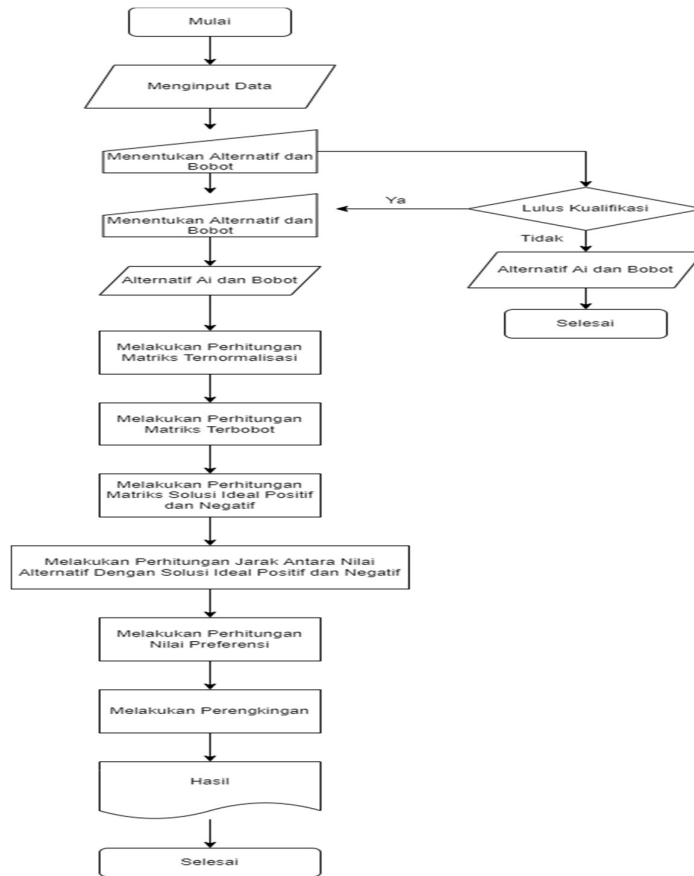 Mulai
Menginput Data
Menentukan Alternatif dan
Bobot
Menentukan Alternatif dan
Bobot
Ya
Lulus Kualifikasi
Tidak
Alternatif Ai dan Bobot
Alternatif Ai dan Bobot
Selesai
Melakukan Perhitungan
Matriks Ternormalisasi
Melakukan Perhitungan
Matriks Terbobot
Melakukan Perhitungan
Matriks Solusi Ideal Positif
dan Negatif
Melakukan Perhitungan Jarak Antara Nilai
Alternatif Dengan Solusi Ideal Positif dan Negatif
Melakukan Perhitungan
Nilai Preferensi
Melakukan Perengkingan
Hasil
Selesai